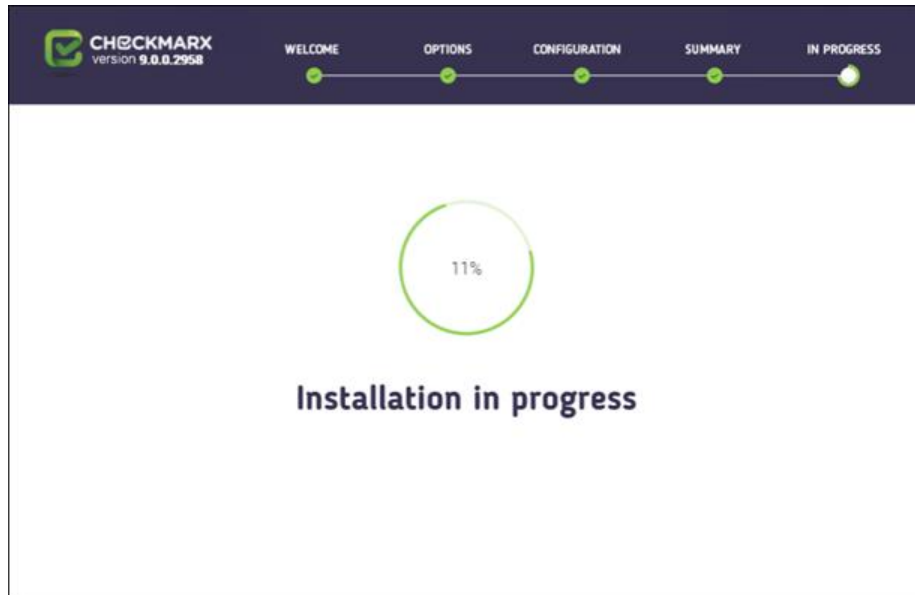 CHECKMARX
version 9.0.0.2958
WELCOME
OPTIONS
CONFIGURATION
SUMMARY
IN PROGRESS
11%
Installation in progress